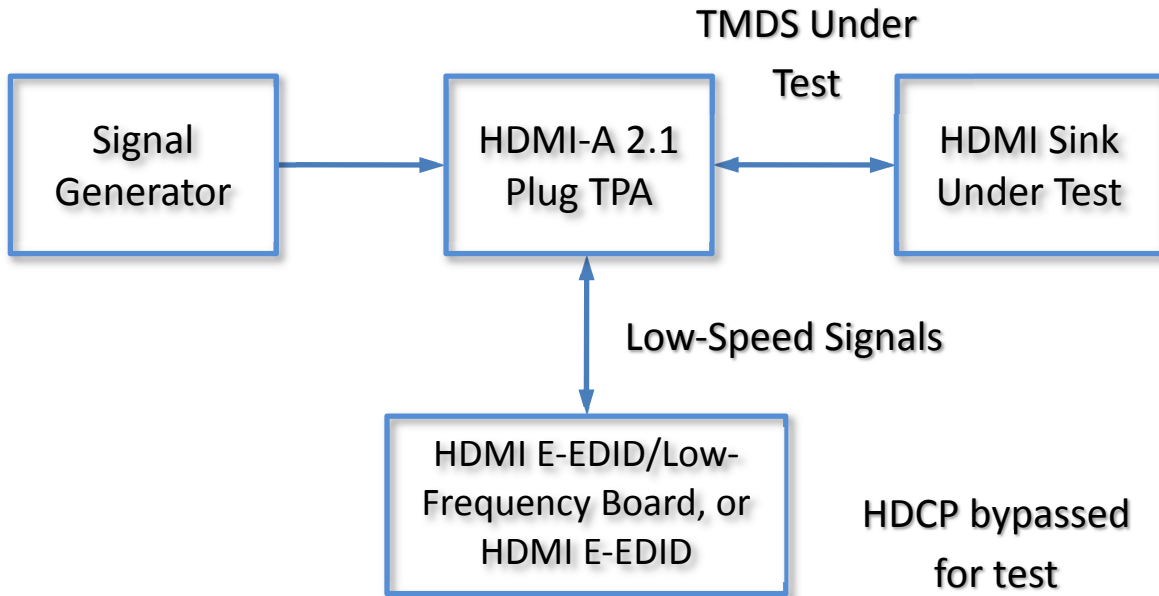 TMDS Under
Test
Signal
Generator
HDMI-A 2.1
Plug TPA
HDMI Sink
Under Test
Low-Speed Signals
HDMI E-EDID/Low-
Frequency Board, or
HDMI E-EDID
HDCP bypassed
for test